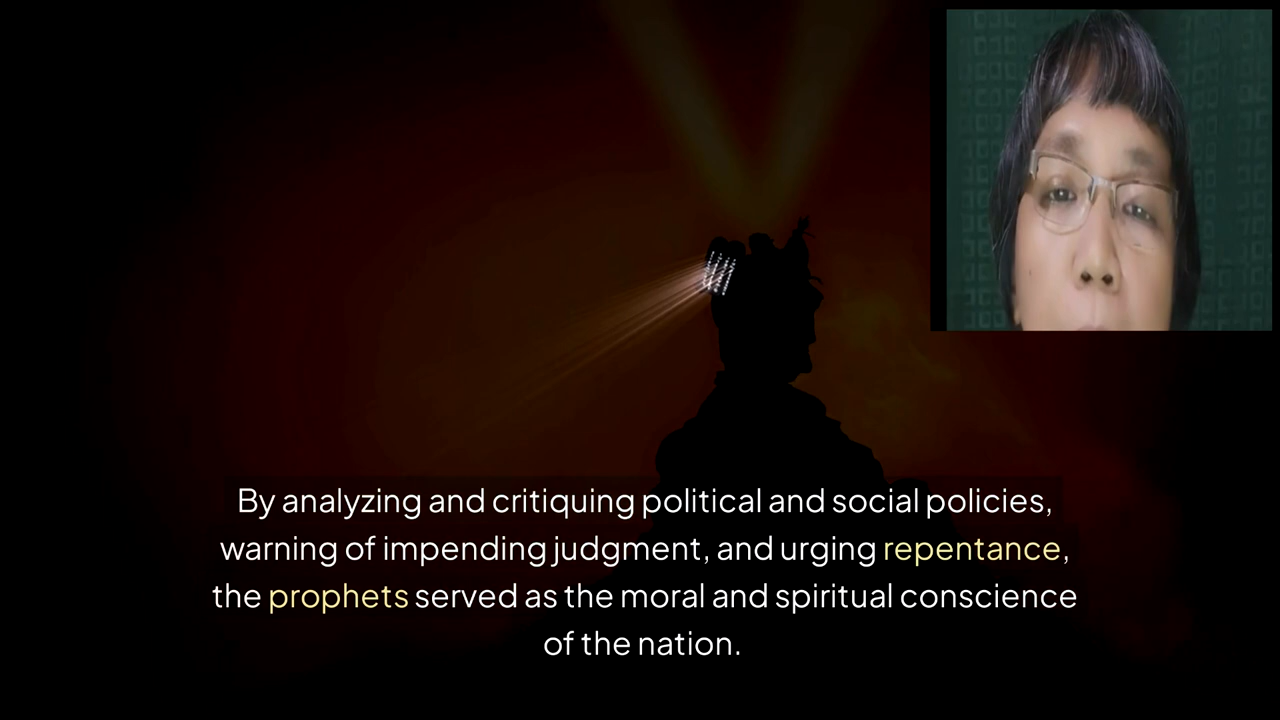 By analyzing and critiquing political and social policies,
warning of impending judgment, and urging repentance,
the prophets served as the moral and spiritual conscience
of the nation.